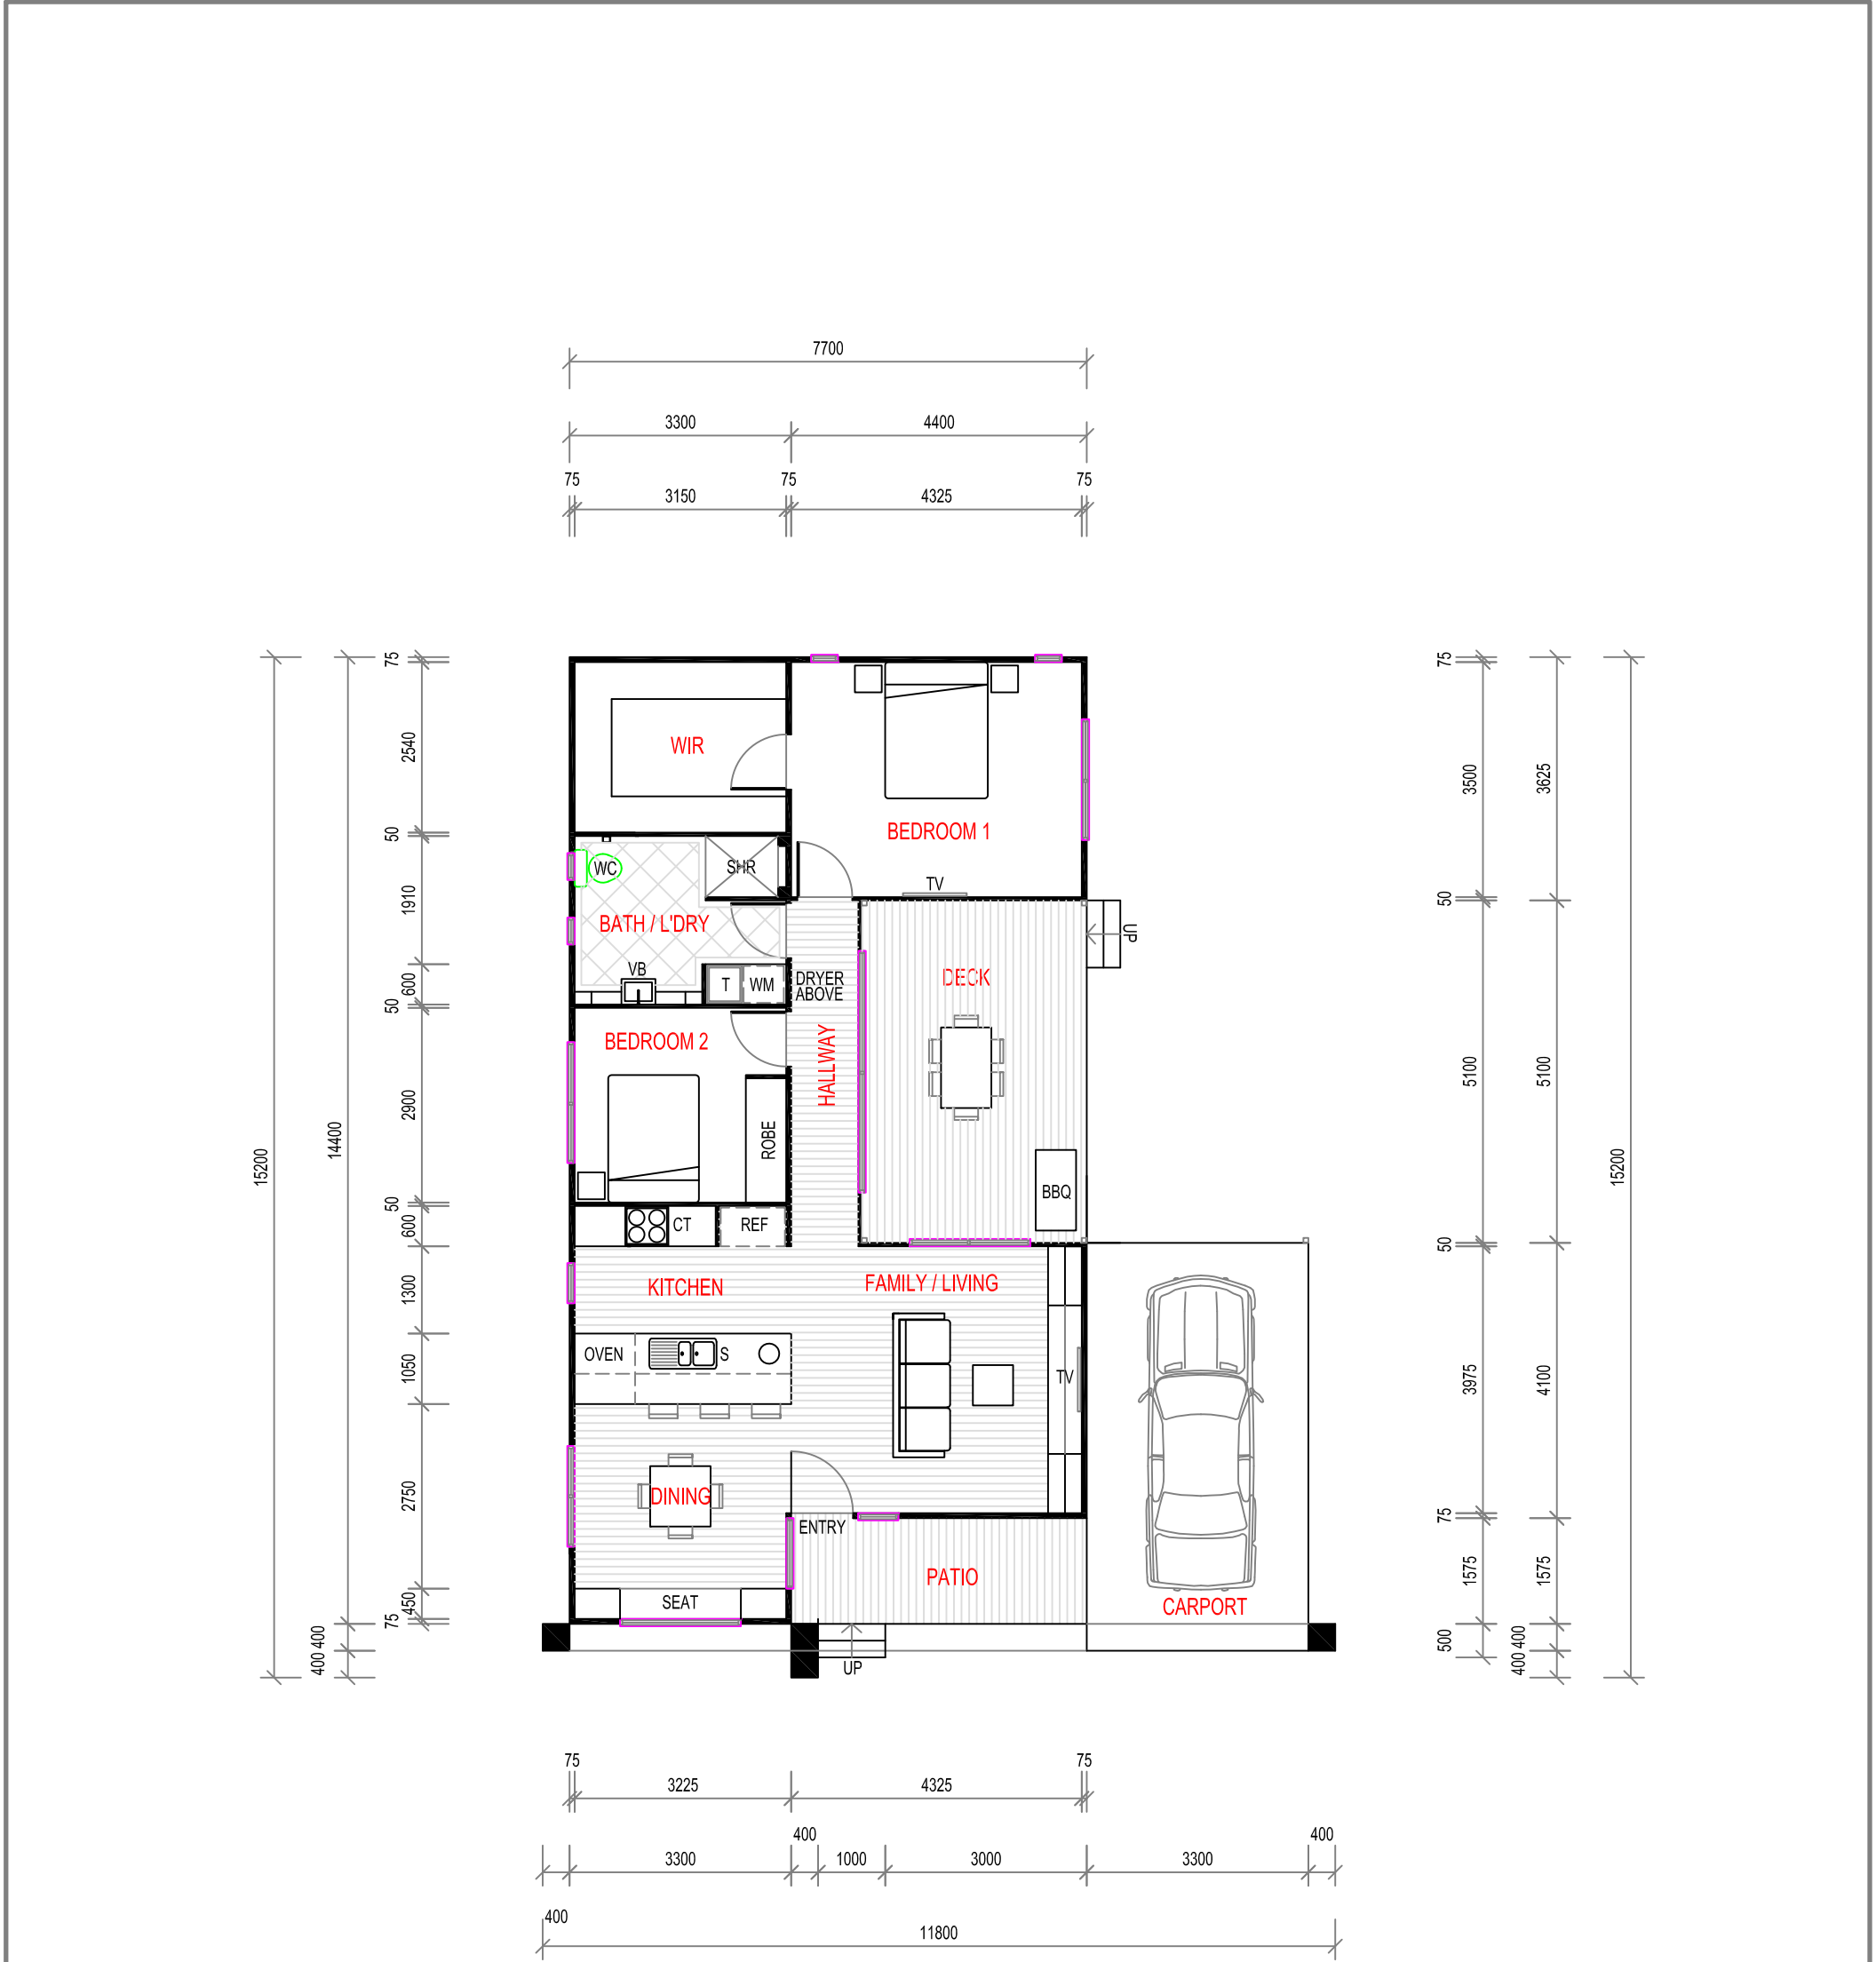 7700
3300
4400
75
75
75
3150
4325
75
2540
50
1910
600
50
2900
50
600
1300
1050
2750
450
75
400
400
14400
15200
WIR
BEDROOM 1
WC
SHR
TV
BATH / L'DRY
VB
T
WM
DRYER
ABOVE
DECK
UP
BEDROOM 2
HALLWAY
ROBE
BBQ
CT
REF
KITCHEN
FAMILY / LIVING
OVEN
S
TV
DINING
ENTRY
PATIO
SEAT
CARPORT
UP
75
3500
50
5100
50
3975
75
1575
500
3625
5100
4100
1575
400
400
15200
75
75
3225
4325
400
400
3300
1000
3000
3300
400
11800